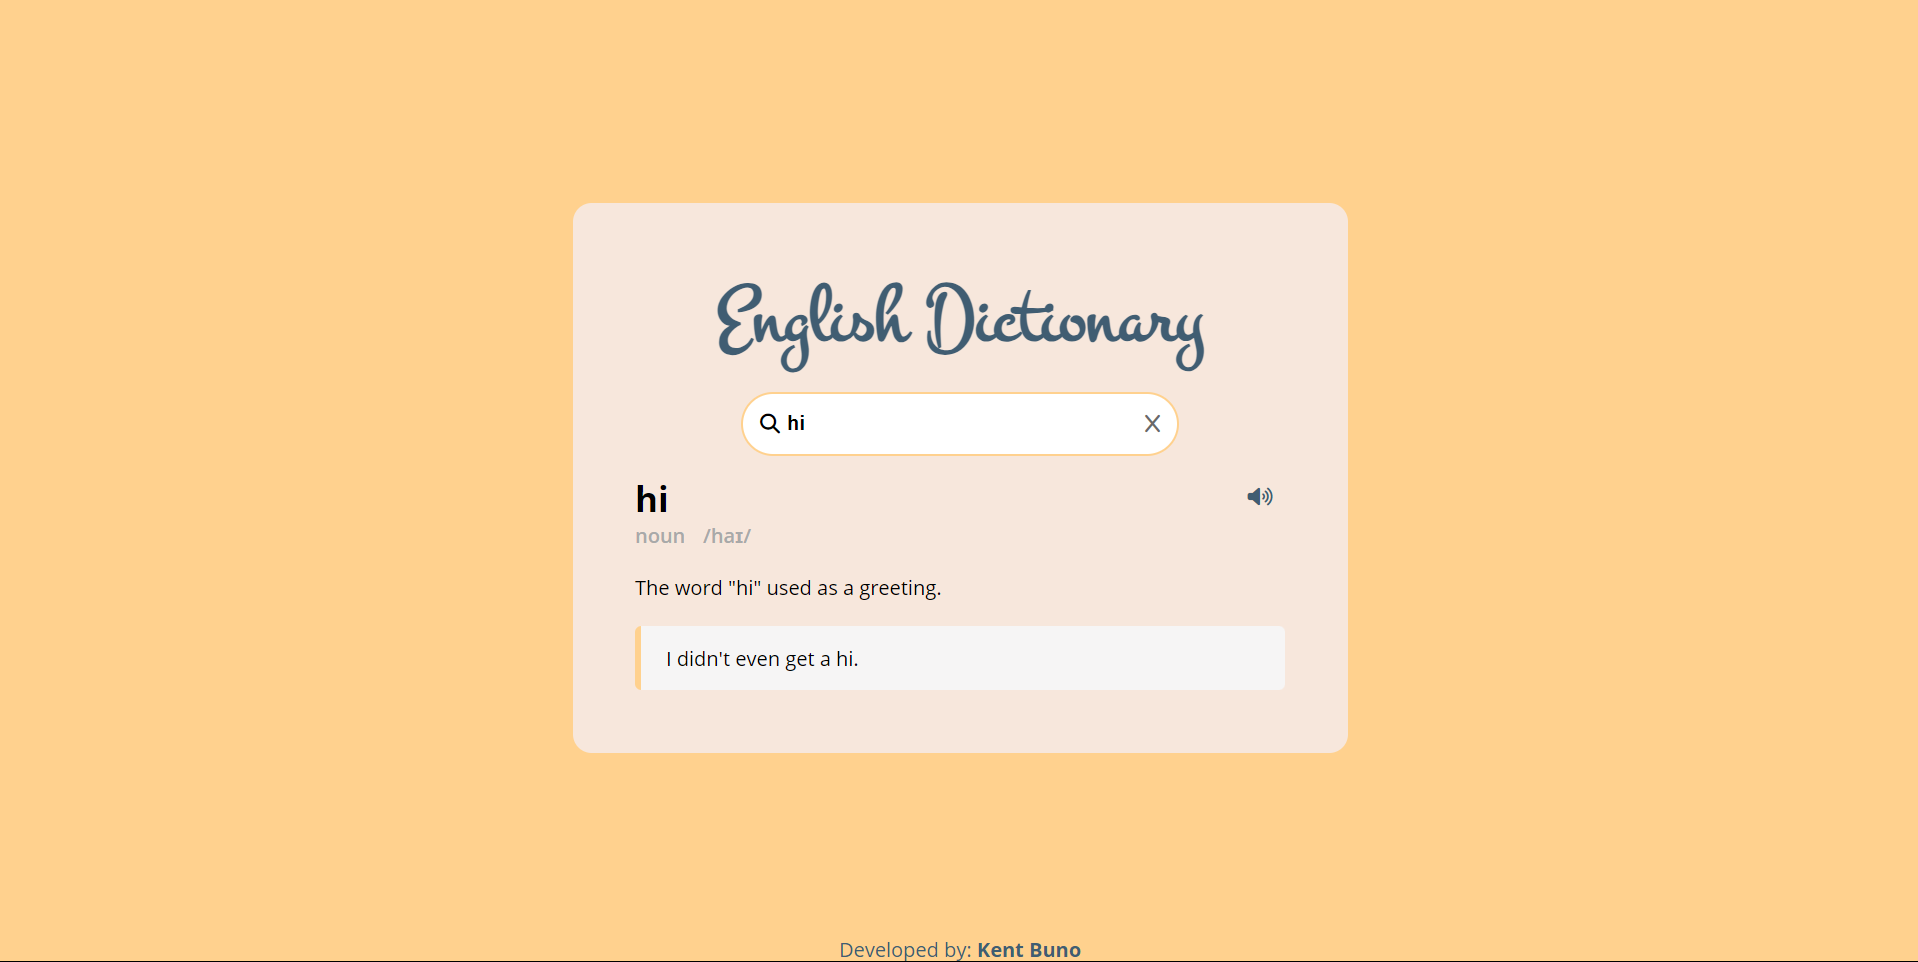 English Dictionary
hi
hi
noun /haɪ/
The word "hi" used as a greeting.
I didn't even get a hi.
Developed by: Kent Buno